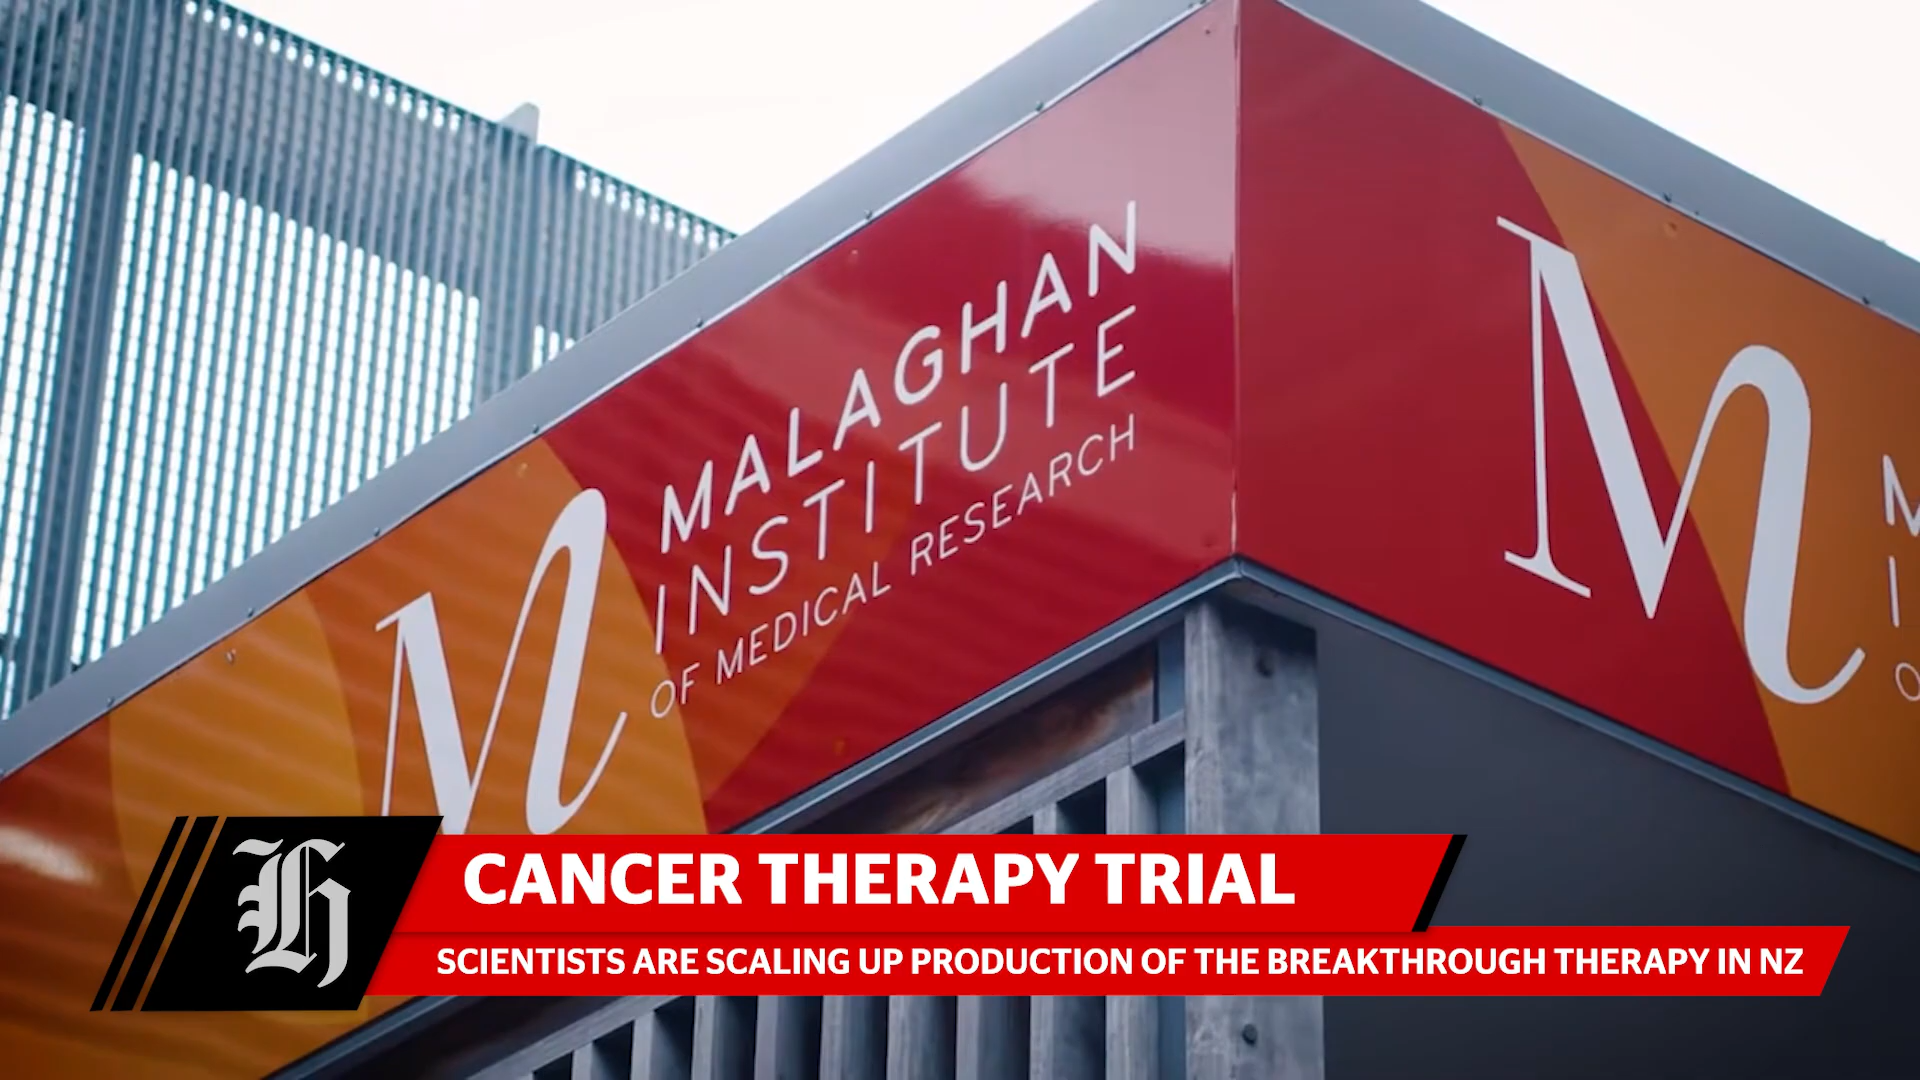 MALAGHAN
INSTITUTE
OF MEDICAL RESEARCH
M
M
M
I
O
H
CANCER THERAPY TRIAL
SCIENTISTS ARE SCALING UP PRODUCTION OF THE BREAKTHROUGH THERAPY IN NZ